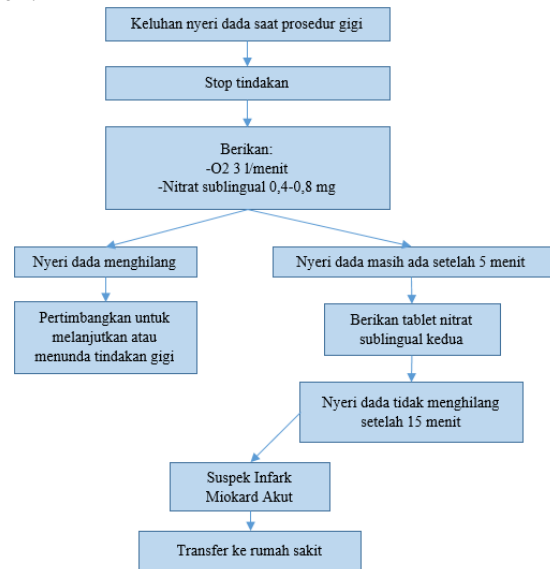 Keluhan nyeri dada saat prosedur gigi
Stop tindakan
Berikan:
-O2 3 l/menit
-Nitrat sublingual 0,4-0,8 mg
Nyeri dada menghilang
Nyeri dada masih ada setelah 5 menit
Pertimbangkan untuk
melanjutkan atau
menunda tindakan gigi
Berikan tablet nitrat
sublingual kedua
Nyeri dada tidak menghilang
setelah 15 menit
Suspek Infark
Miokard Akut
Transfer ke rumah sakit